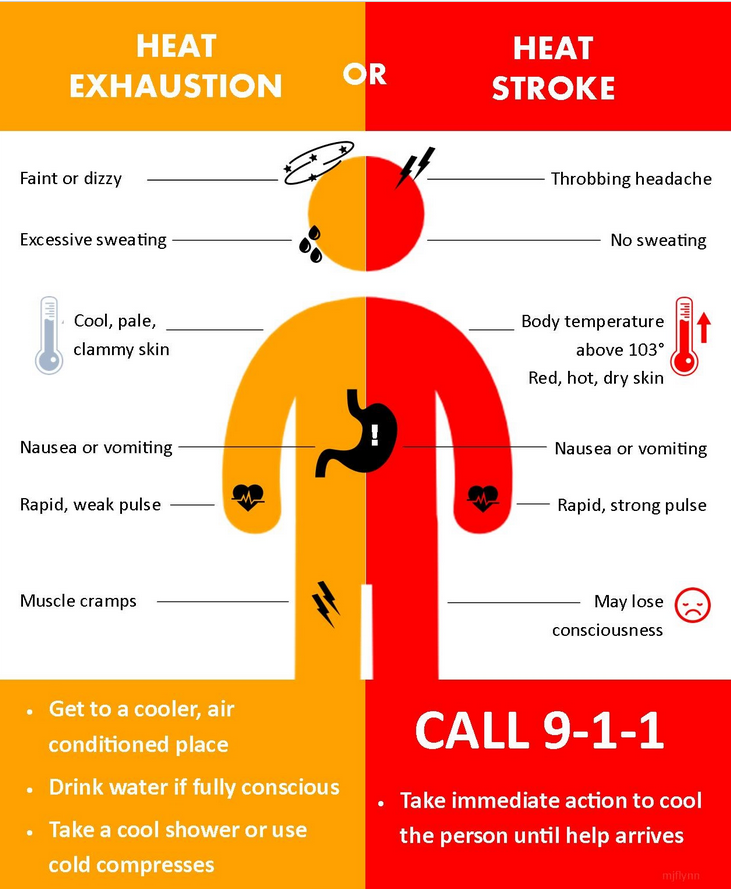 HEAT
EXHAUSTION
OR
HEAT
STROKE
Faint or dizzy
Throbbing headache
Excessive sweating
No sweating
Cool, pale,
clammy skin
Body temperature
above 103°
Red, hot, dry skin
Nausea or vomiting
Nausea or vomiting
Rapid, weak pulse
Rapid, strong pulse
Muscle cramps
May lose
consciousness
• Get to a cooler, air
conditioned place
• Drink water if fully conscious
• Take a cool shower or use
cold compresses
CALL 9-1-1
• Take immediate action to cool
the person until help arrives
mjflynn